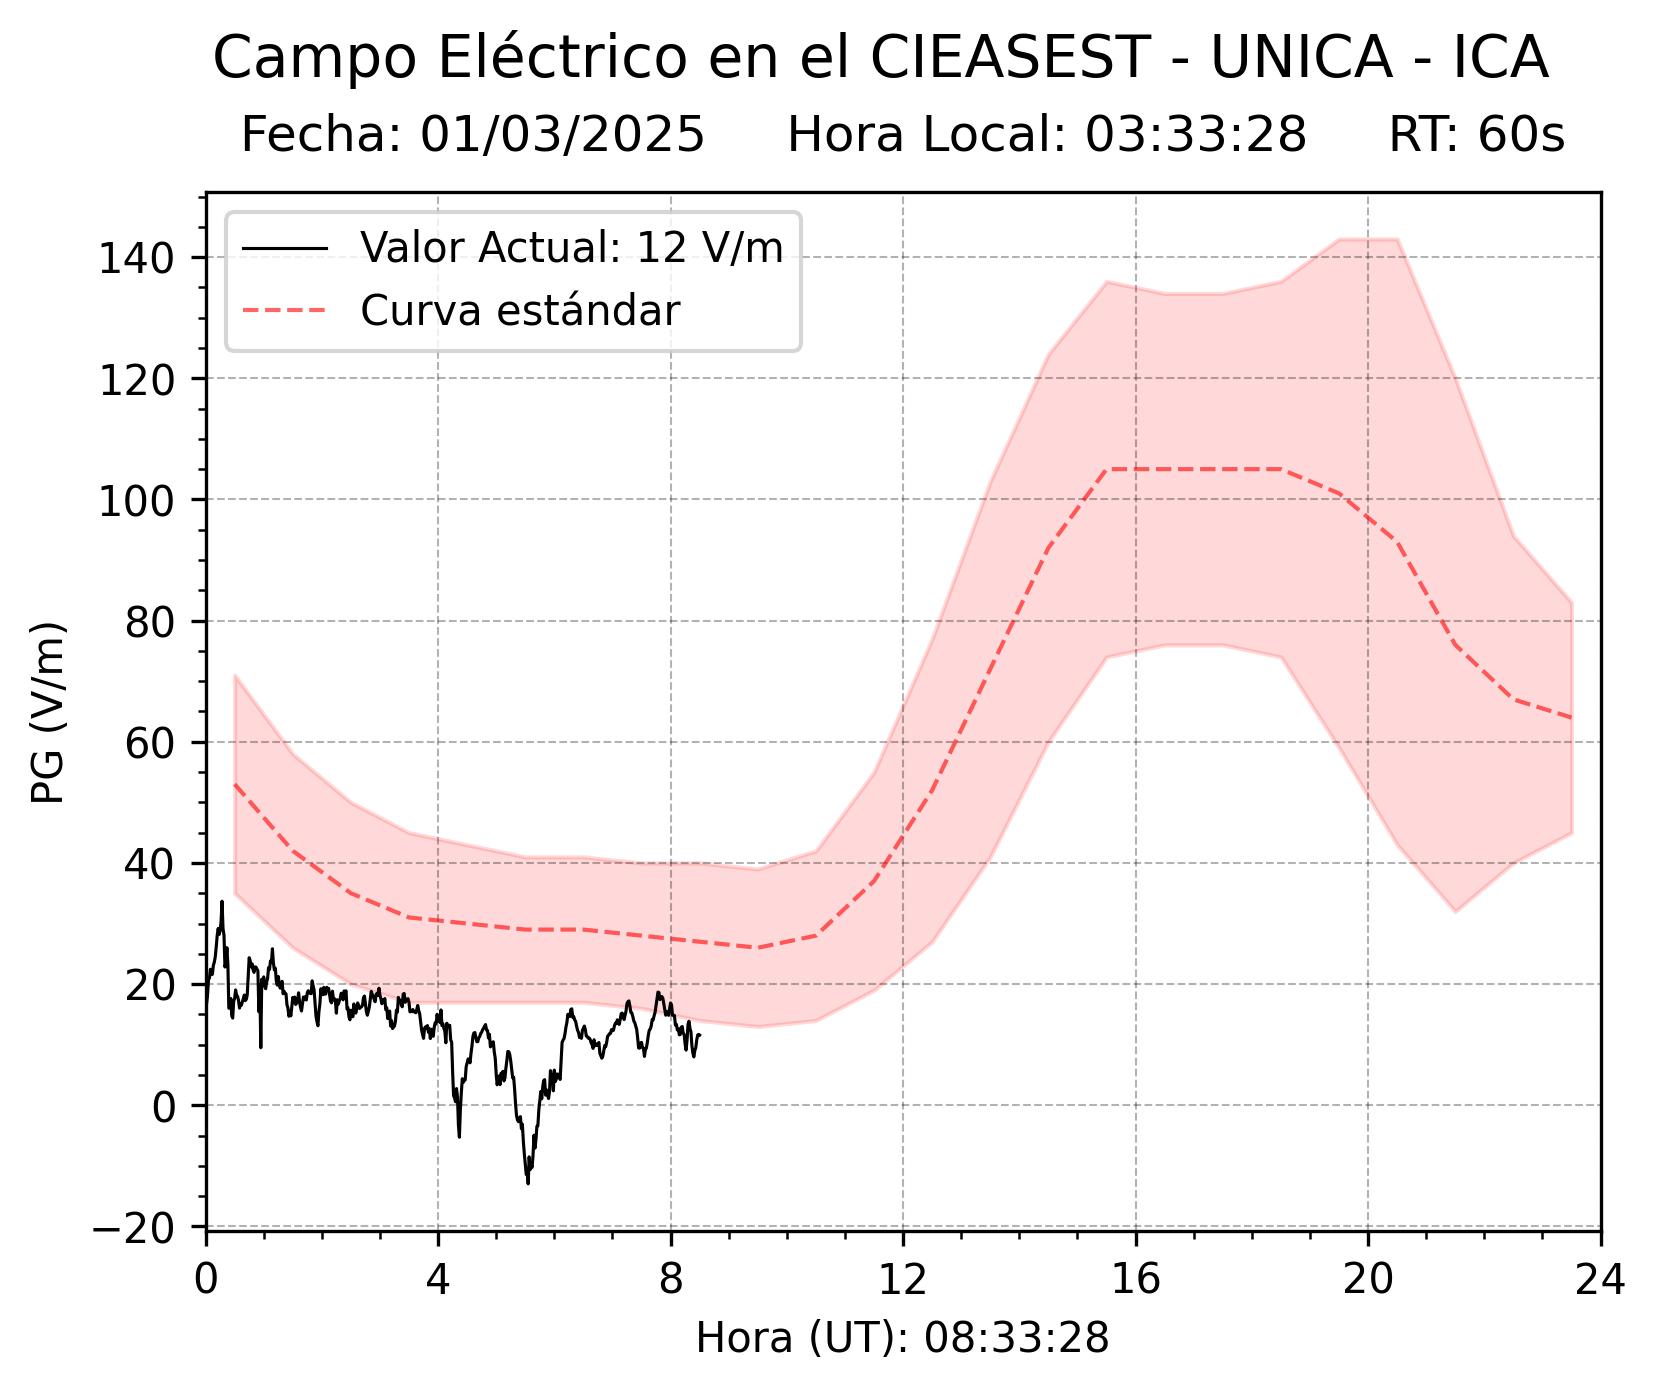 Campo Eléctrico en el CIEASEST - UNICA - ICA
Fecha: 01/03/2025 Hora Local: 03:33:28 RT: 60s
Valor Actual: 12 V/m
Curva estándar
140
120
100
80
60
40
20
0
−20
PG (V/m)
0 4 8 12 16 20 24
Hora (UT): 08:33:28